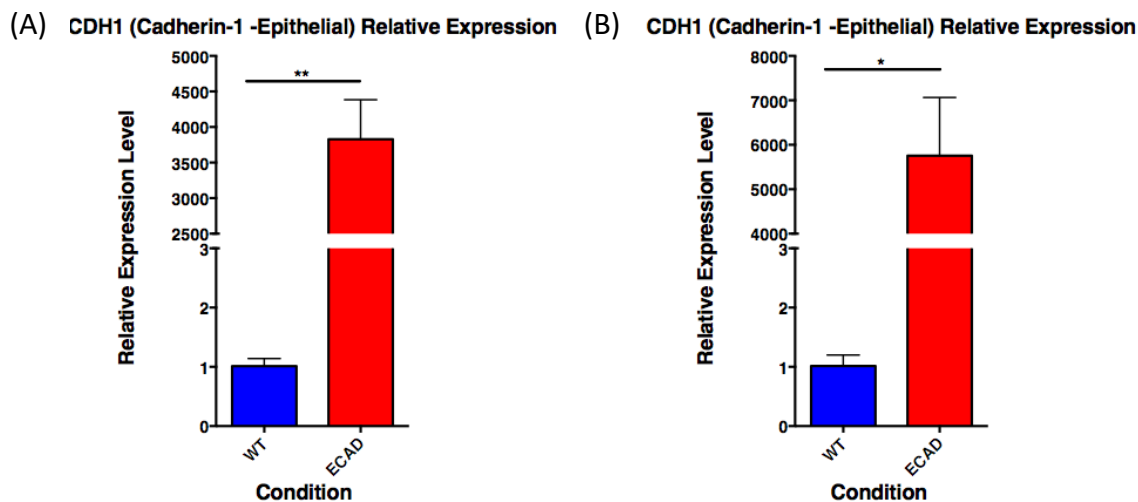 (A) CDH1 (Cadherin-1 -Epithelial) Relative Expression
5000
4500
4000
3500
3000
2500
3
2
1
0
**
Relative Expression Level
WT
ECAD
Condition
(B) CDH1 (Cadherin-1 -Epithelial) Relative Expression
8000
7000
6000
5000
4000
3
2
1
0
*
Relative Expression Level
WT
ECAD
Condition